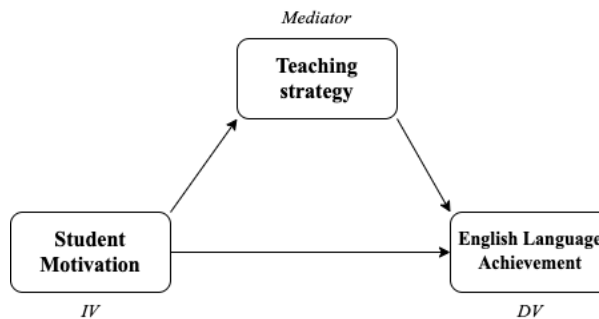 Mediator
Teaching
strategy
Student
Motivation
English Language
Achievement
IV
DV